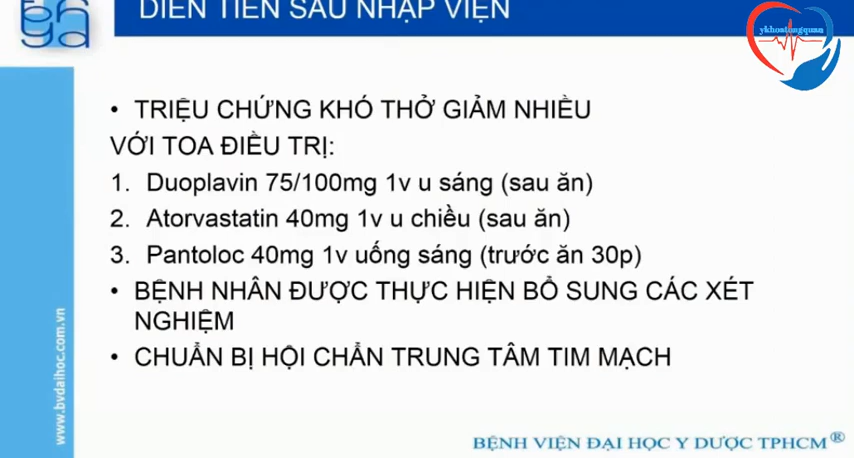 DIỄN TIẾN SAU NHẬP VIỆN
ykhoatongquan
• TRIỆU CHỨNG KHÓ THỞ GIẢM NHIỀU
VỚI TOA ĐIỀU TRỊ:
1. Duoplavin 75/100mg 1v u sáng (sau ăn)
2. Atorvastatin 40mg 1v u chiều (sau ăn)
3. Pantoloc 40mg 1v uống sáng (trước ăn 30p)
• BỆNH NHÂN ĐƯỢC THỰC HIỆN BỔ SUNG CÁC XÉT
NGHIỆM
• CHUẨN BỊ HỘI CHẨN TRUNG TÂM TIM MẠCH
www.bvdaihoc.com.vn
BỆNH VIỆN ĐẠI HỌC Y DƯỢC TPHCM®